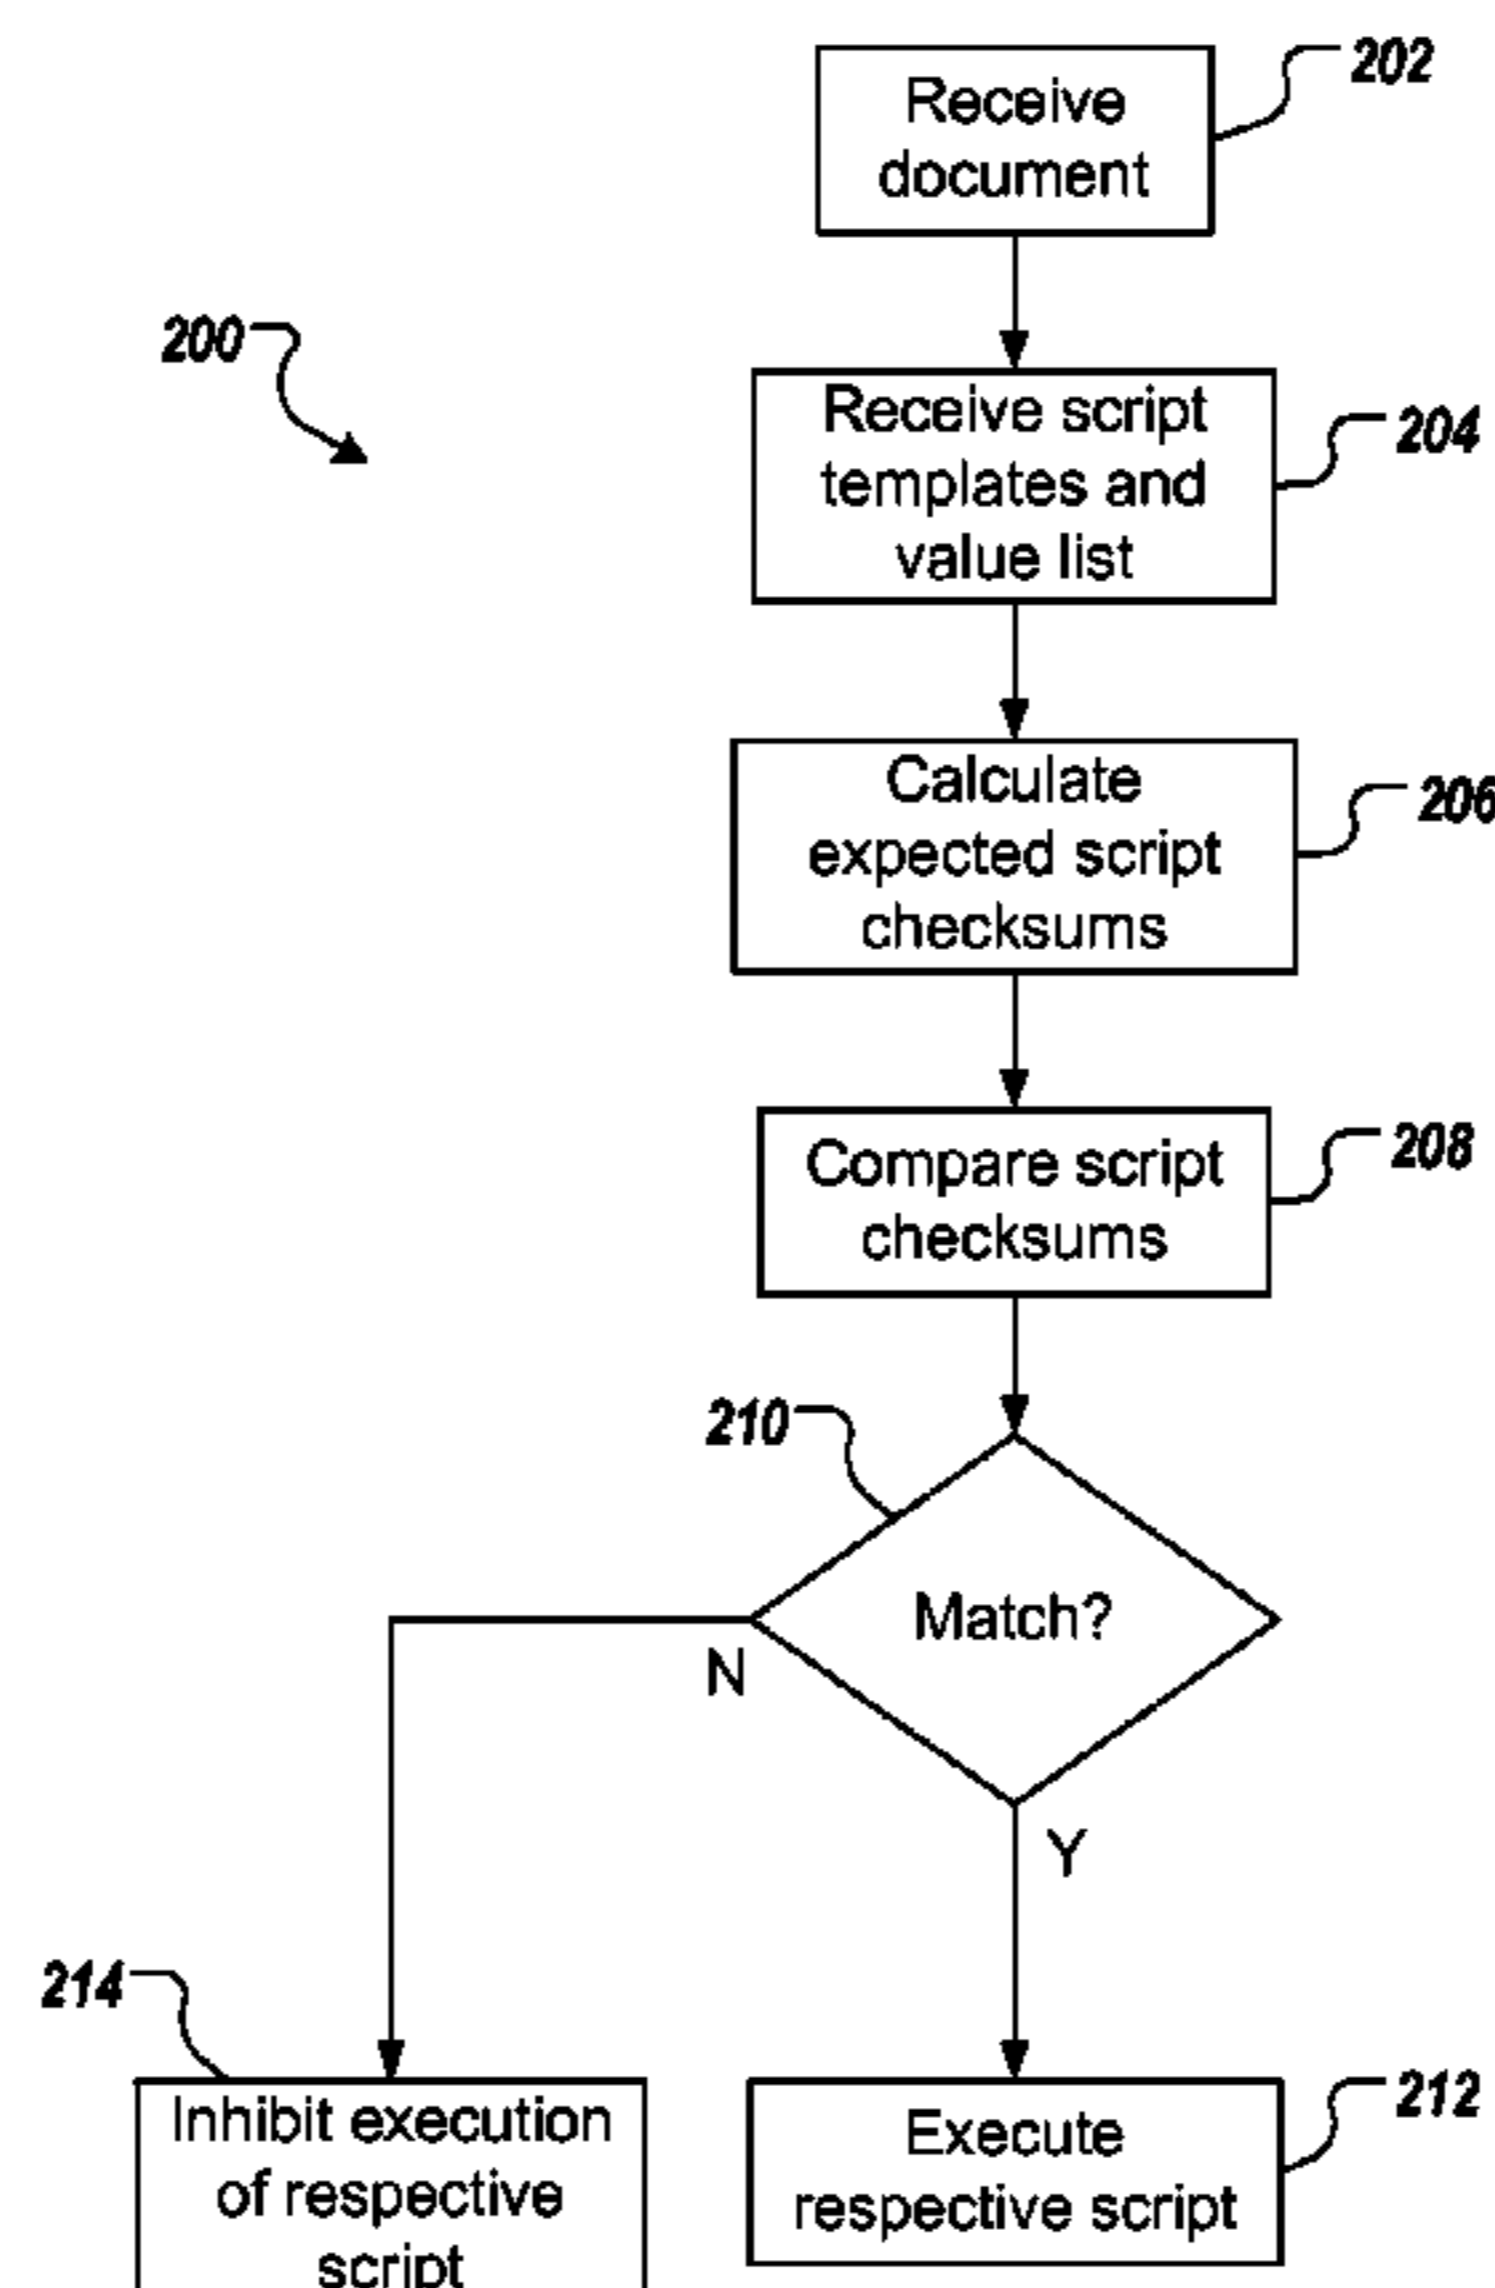 202
Receive
document
200
204
Receive script
templates and
value list
206
Calculate
expected script
checksums
208
Compare script
checksums
210
Match?
N
Y
214
Inhibit execution
of respective
script
212
Execute
respective script